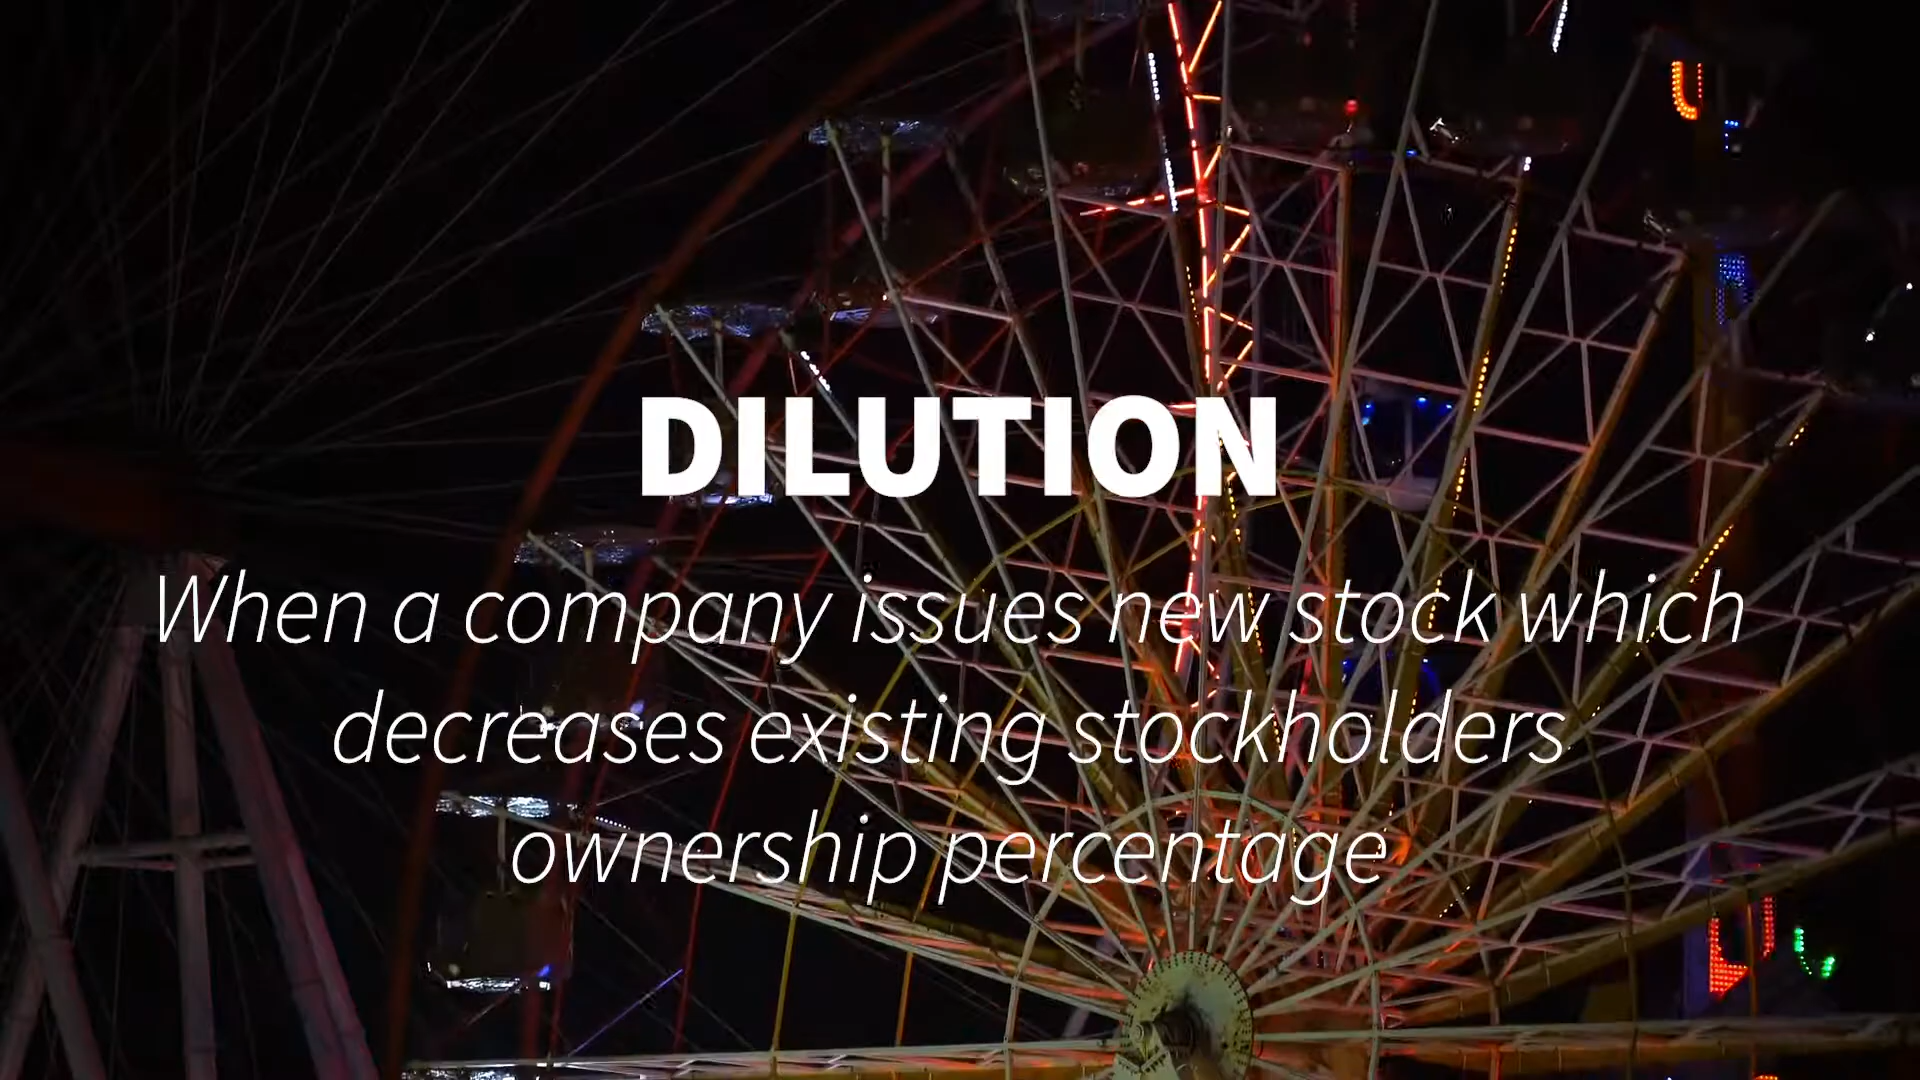 DILUTION
When a company issues new stock which
decreases existing stockholders
ownership percentage